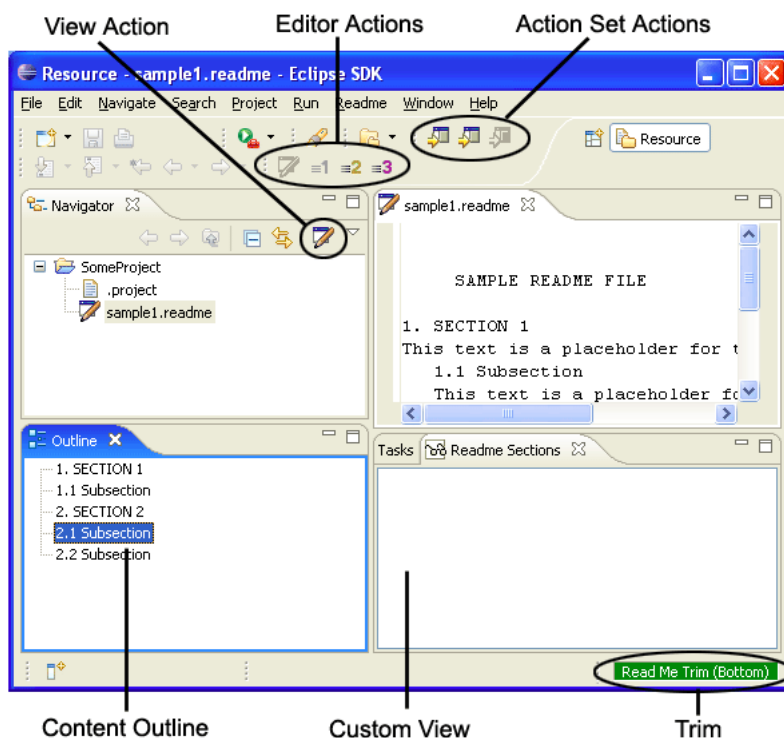 View Action
Editor Actions
Action Set Actions
Resource - sample1.readme - Eclipse SDK
File Edit Navigate Search Project Run Readme Window Help
Resource
≡1 ≡2 ≡3
Navigator
SomeProject
.project
sample1.readme
sample1.readme
SAMPLE README FILE
1. SECTION 1
This text is a placeholder for t
1.1 Subsection
This text is a placeholder fo
Outline
1. SECTION 1
1.1 Subsection
2. SECTION 2
2.1 Subsection
2.2 Subsection
Tasks Readme Sections
Read Me Trim (Bottom)
Content Outline
Custom View
Trim